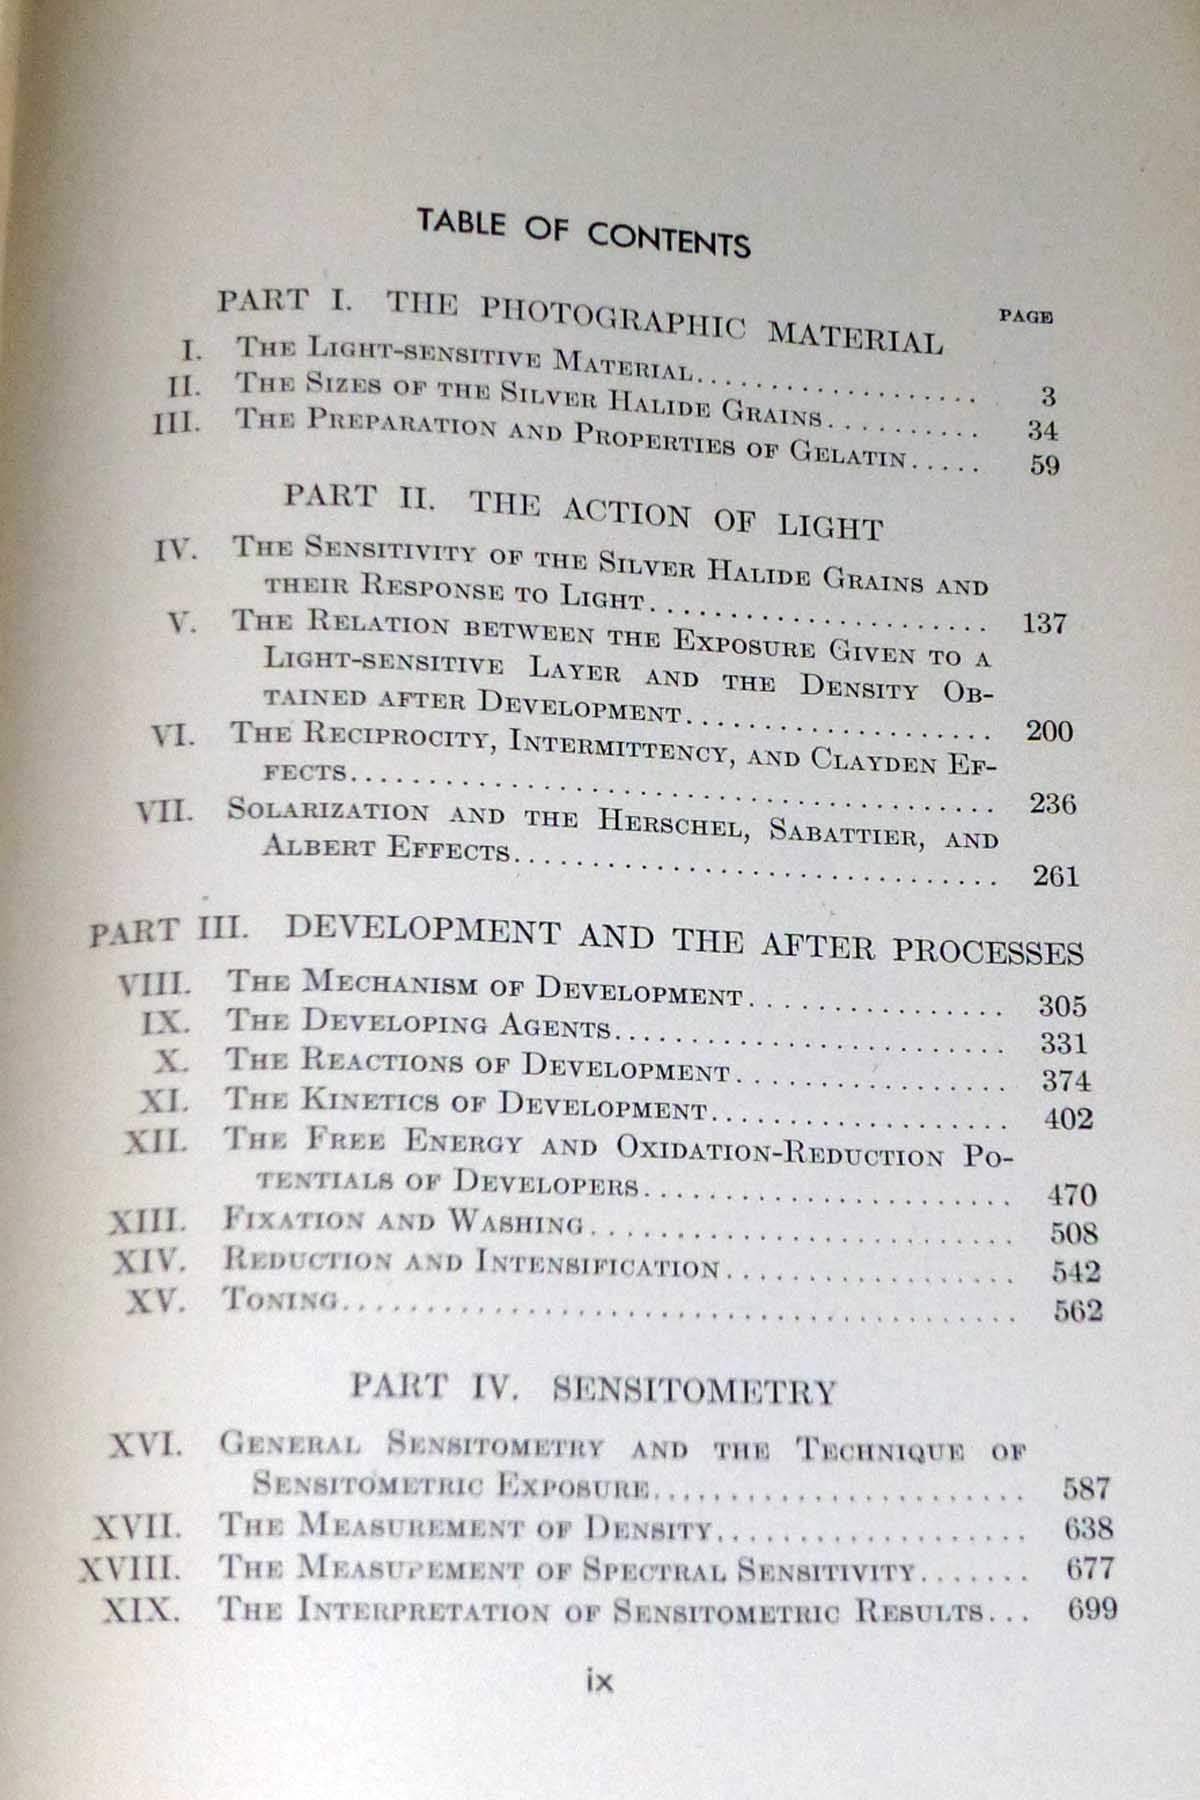 TABLE OF CONTENTS
PART I. THE PHOTOGRAPHIC MATERIAL
PAGE
I. The Light-sensitive Material.................. 3
II. The Sizes of the Silver Halide Grains.......... 34
III. The Preparation and Properties of Gelatin..... 59
PART II. THE ACTION OF LIGHT
IV. The Sensitivity of the Silver Halide Grains and
their Response to Light...................... 137
V. The Relation between the Exposure Given to a
Light-sensitive Layer and the Density Ob-
tained after Development................... 200
VI. The Reciprocity, Intermittency, and Clayden Ef-
fects........................................ 236
VII. Solarization and the Herschel, Sabattier, and
Albert Effects.............................. 261
PART III. DEVELOPMENT AND THE AFTER PROCESSES
VIII. The Mechanism of Development................ 305
IX. The Developing Agents........................ 331
X. The Reactions of Development................. 374
XI. The Kinetics of Development................... 402
XII. The Free Energy and Oxidation-Reduction Po-
tentials of Developers....................... 470
XIII. Fixation and Washing.......................... 508
XIV. Reduction and Intensification.................. 542
XV. Toning......................................... 562
PART IV. SENSITOMETRY
XVI. General Sensitometry and the Technique of
Sensitometric Exposure....................... 587
XVII. The Measurement of Density................... 638
XVIII. The Measurement of Spectral Sensitivity....... 677
XIX. The Interpretation of Sensitometric Results... 699
ix